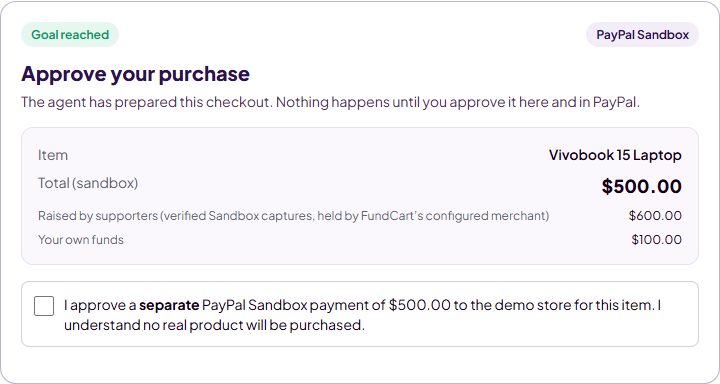 Goal reached
PayPal Sandbox
Approve your purchase
The agent has prepared this checkout. Nothing happens until you approve it here and in PayPal.
Item
Vivobook 15 Laptop
Total (sandbox)
$500.00
Raised by supporters (verified Sandbox captures, held by FundCart's configured merchant)
$600.00
Your own funds
$100.00
I approve a separate PayPal Sandbox payment of $500.00 to the demo store for this item. I
understand no real product will be purchased.